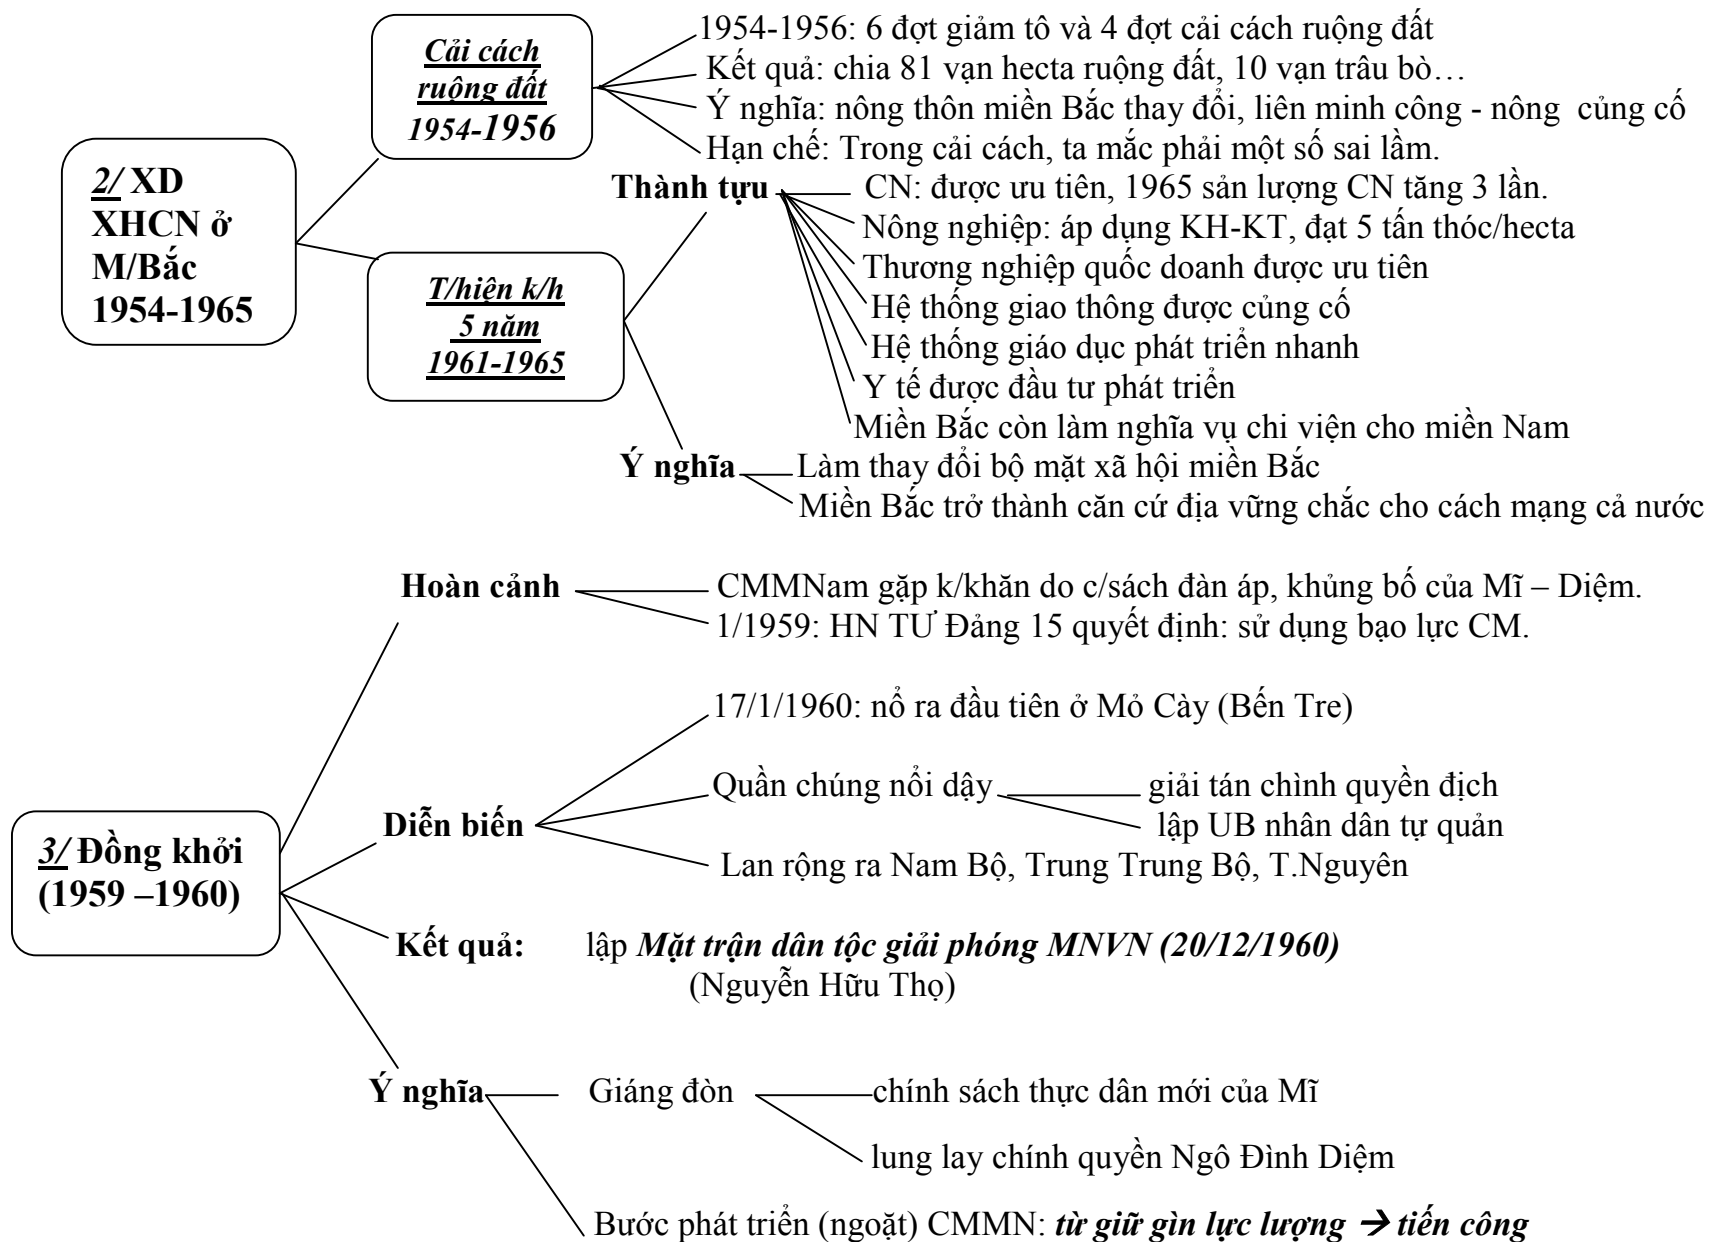 2/ XD
XHCN ở
M/Bắc
1954-1965
Cải cách
ruộng đất
1954-1956
1954-1956: 6 đợt giảm tô và 4 đợt cải cách ruộng đất
Kết quả: chia 81 vạn hecta ruộng đất, 10 vạn trâu bò…
Ý nghĩa: nông thôn miền Bắc thay đổi, liên minh công - nông củng cố
Hạn chế: Trong cải cách, ta mắc phải một số sai lầm.
T/hiện k/h
5 năm
1961-1965
Thành tựu
CN: được ưu tiên, 1965 sản lượng CN tăng 3 lần.
Nông nghiệp: áp dụng KH-KT, đạt 5 tấn thóc/hecta
Thương nghiệp quốc doanh được ưu tiên
Hệ thống giao thông được củng cố
Hệ thống giáo dục phát triển nhanh
Y tế được đầu tư phát triển
Miền Bắc còn làm nghĩa vụ chi viện cho miền Nam
Ý nghĩa
Làm thay đổi bộ mặt xã hội miền Bắc
Miền Bắc trở thành căn cứ địa vững chắc cho cách mạng cả nước
3/ Đồng khởi
(1959 –1960)
Hoàn cảnh
CMMNam gặp k/khăn do c/sách đàn áp, khủng bố của Mĩ – Diệm.
1/1959: HN TƯ Đảng 15 quyết định: sử dụng bạo lực CM.
Diễn biến
17/1/1960: nổ ra đầu tiên ở Mỏ Cày (Bến Tre)
Quần chúng nổi dậy
giải tán chình quyền địch
lập UB nhân dân tự quản
Lan rộng ra Nam Bộ, Trung Trung Bộ, T.Nguyên
Kết quả: lập Mặt trận dân tộc giải phóng MNVN (20/12/1960)
(Nguyễn Hữu Thọ)
Ý nghĩa
Giáng đòn
chính sách thực dân mới của Mĩ
lung lay chính quyền Ngô Đình Diệm
Bước phát triển (ngoặt) CMMN: từ giữ gìn lực lượng → tiến công